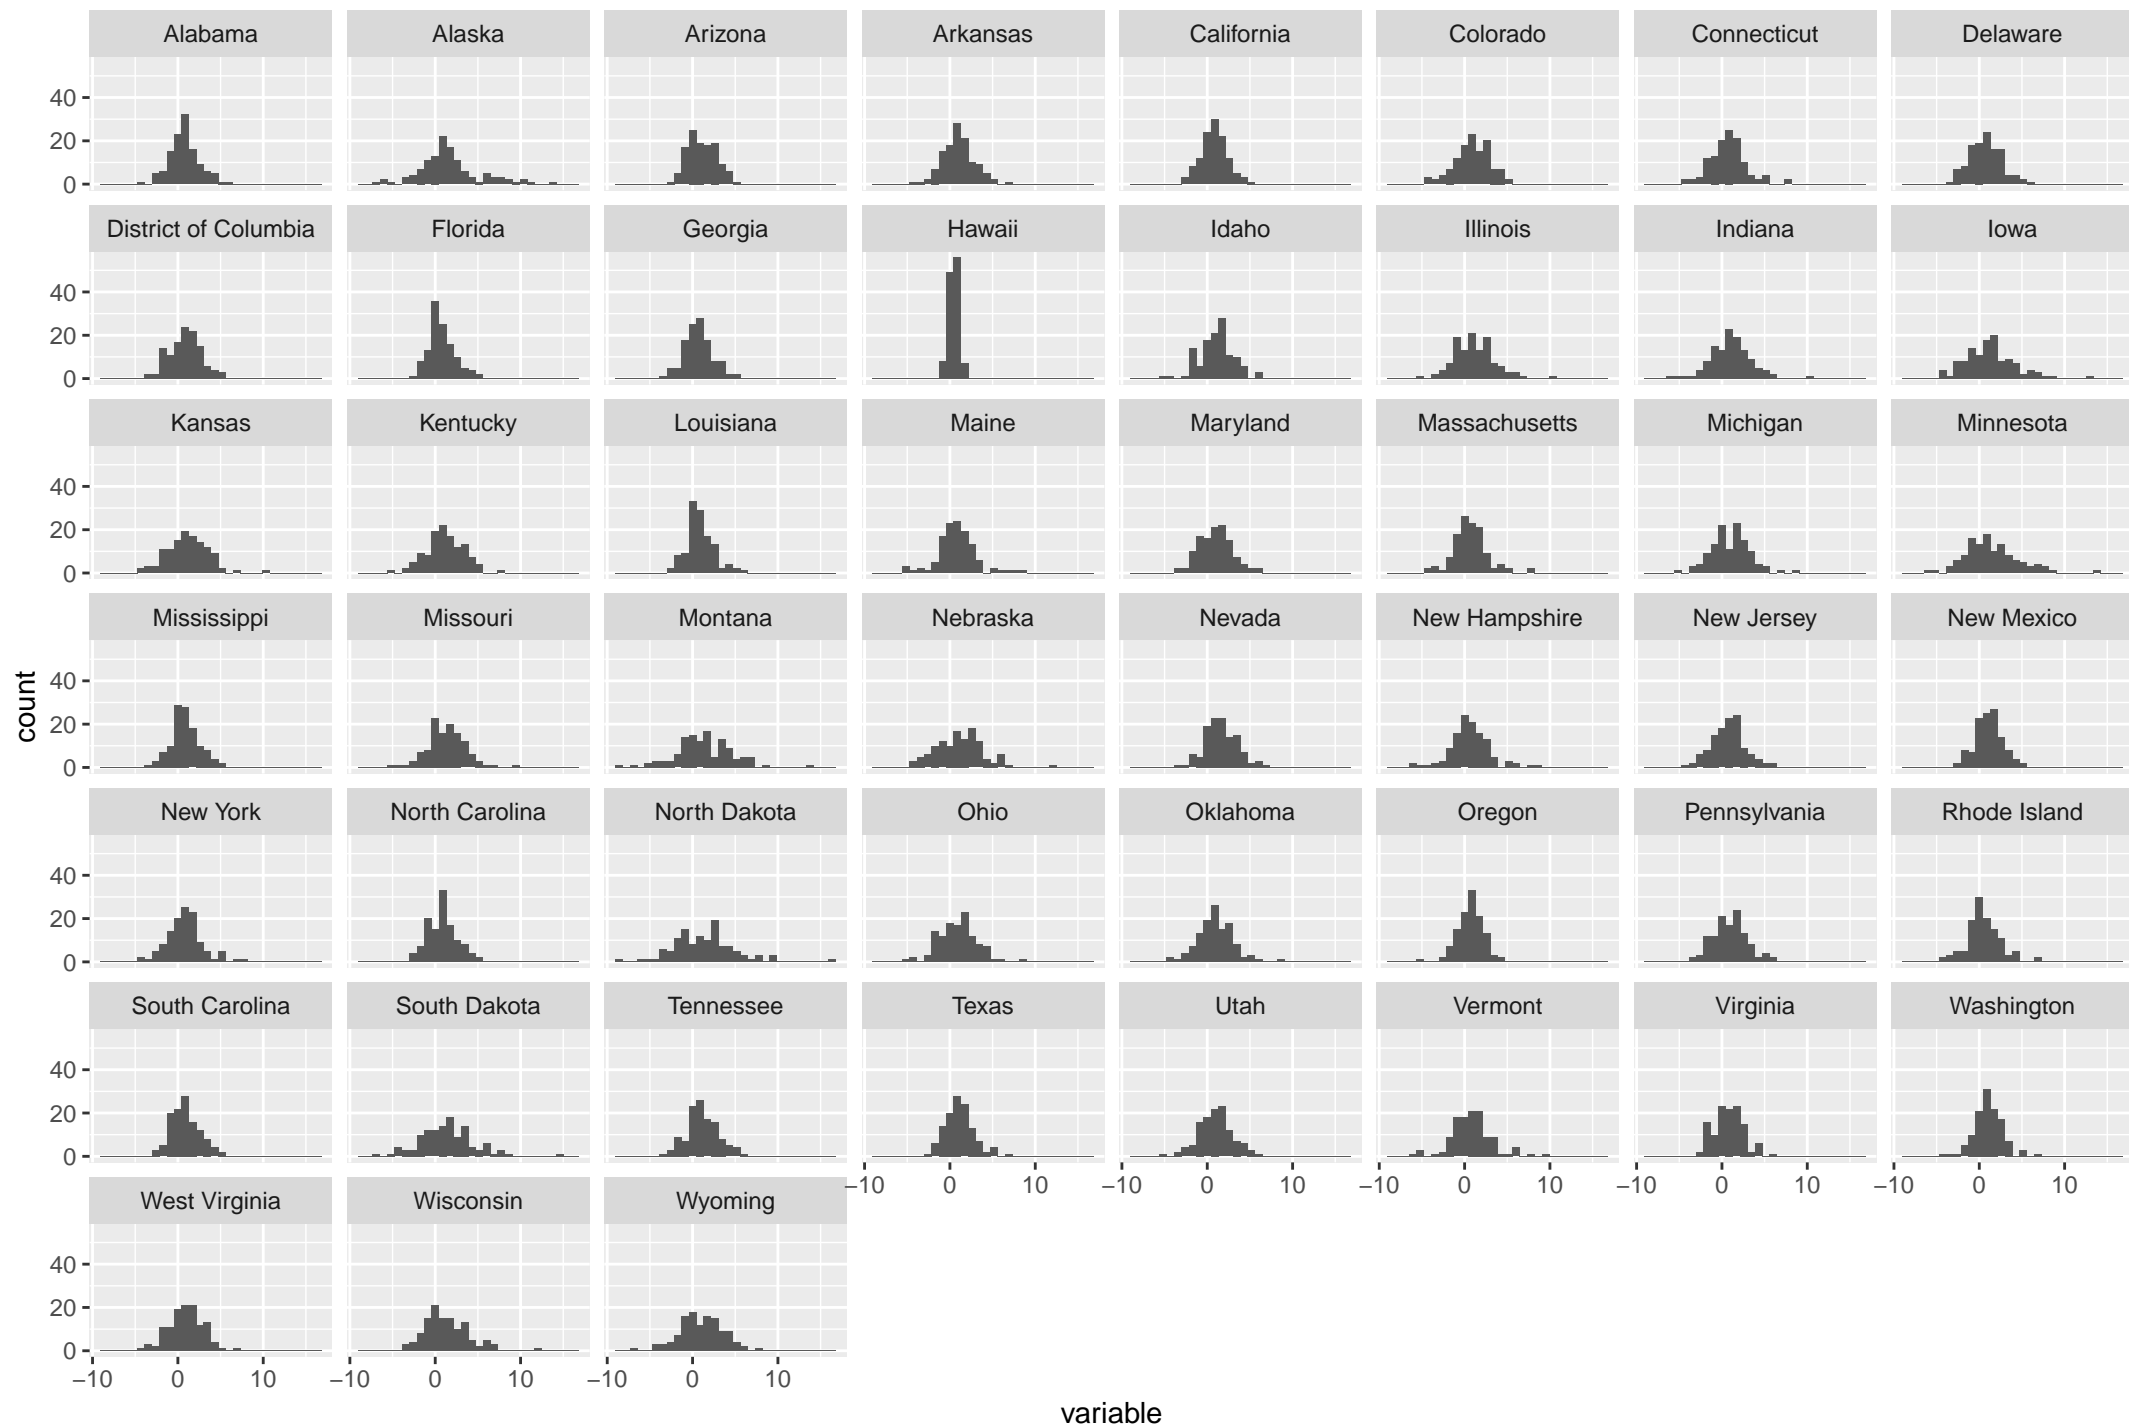 Alabama Alaska Arizona Arkansas California Colorado Connecticut Delaware
40
20
0
District of Columbia Florida Georgia Hawaii Idaho Illinois Indiana Iowa
40
20
0
Kansas Kentucky Louisiana Maine Maryland Massachusetts Michigan Minnesota
40
20
0
Mississippi Missouri Montana Nebraska Nevada New Hampshire New Jersey New Mexico
40
20
0
count
New York North Carolina North Dakota Ohio Oklahoma Oregon Pennsylvania Rhode Island
40
20
0
South Carolina South Dakota Tennessee Texas Utah Vermont Virginia Washington
40
20
0
−10 0 10 −10 0 10 −10 0 10 −10 0 10 −10 0 10
West Virginia Wisconsin Wyoming
40
20
0
−10 0 10 −10 0 10 −10 0 10
variable